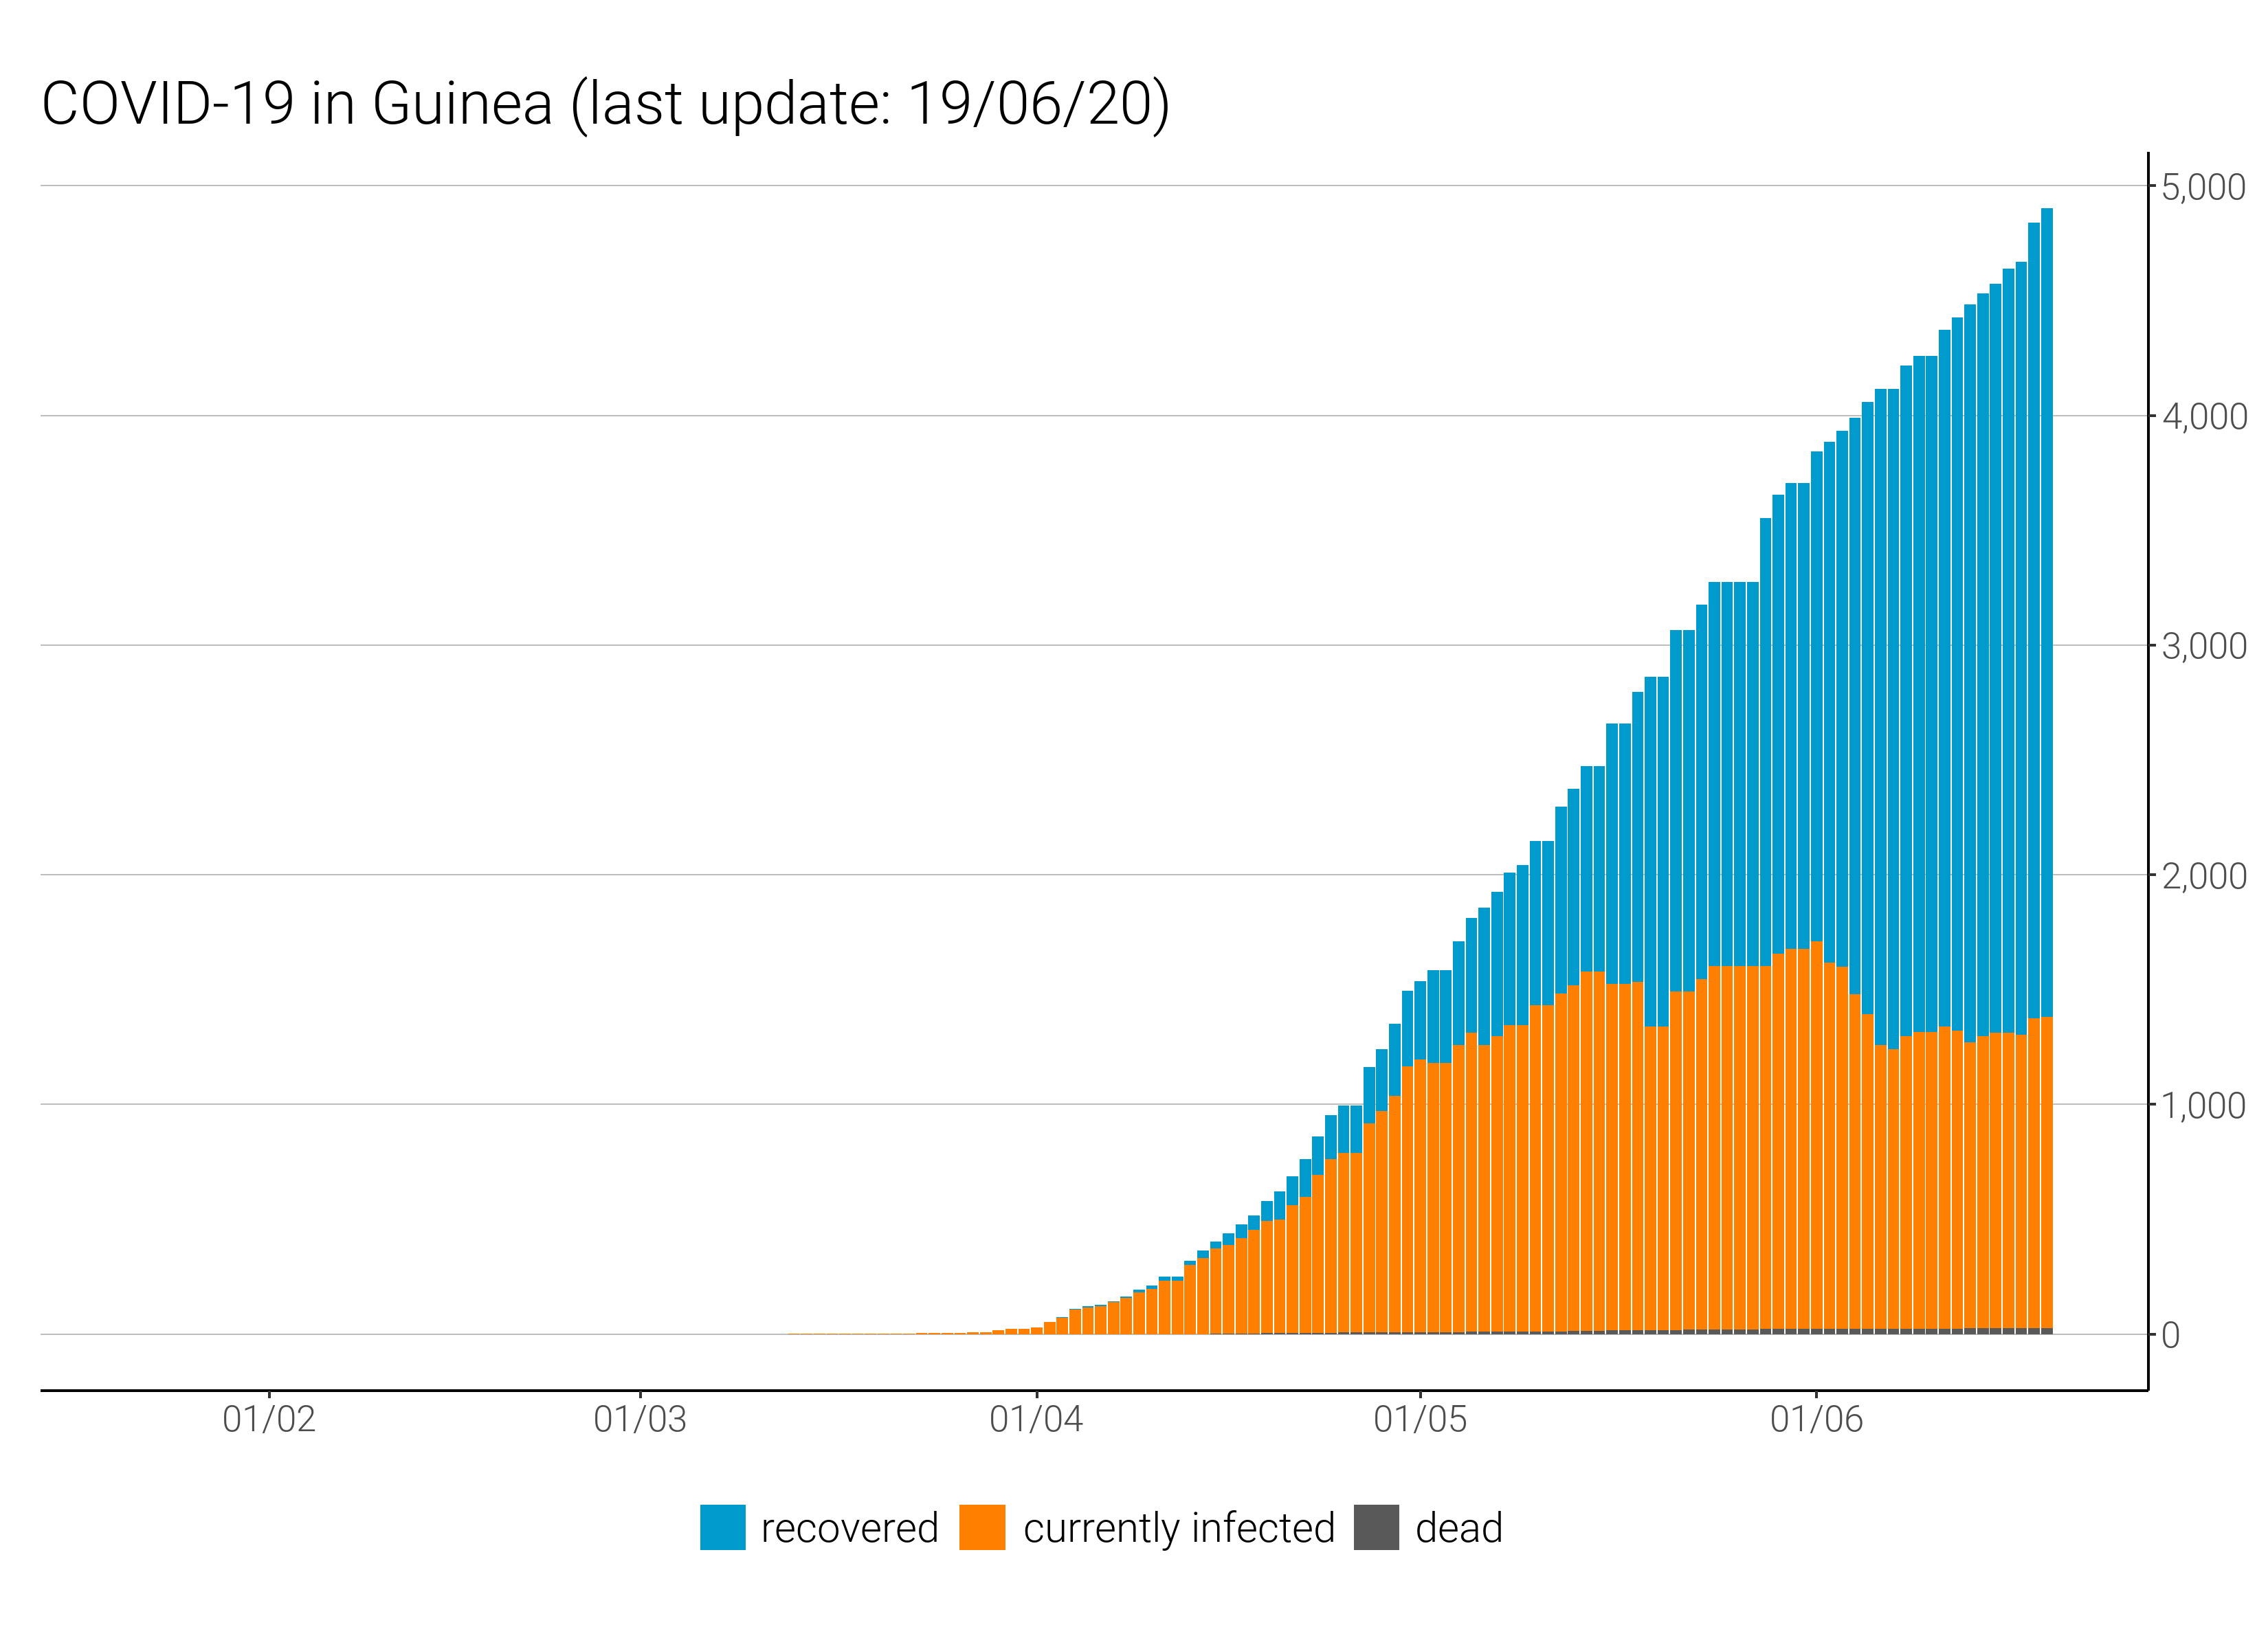 COVID-19 in Guinea (last update: 19/06/20)
5,000
4,000
3,000
2,000
1,000
0
01/02 01/03 01/04 01/05 01/06
recovered currently infected dead